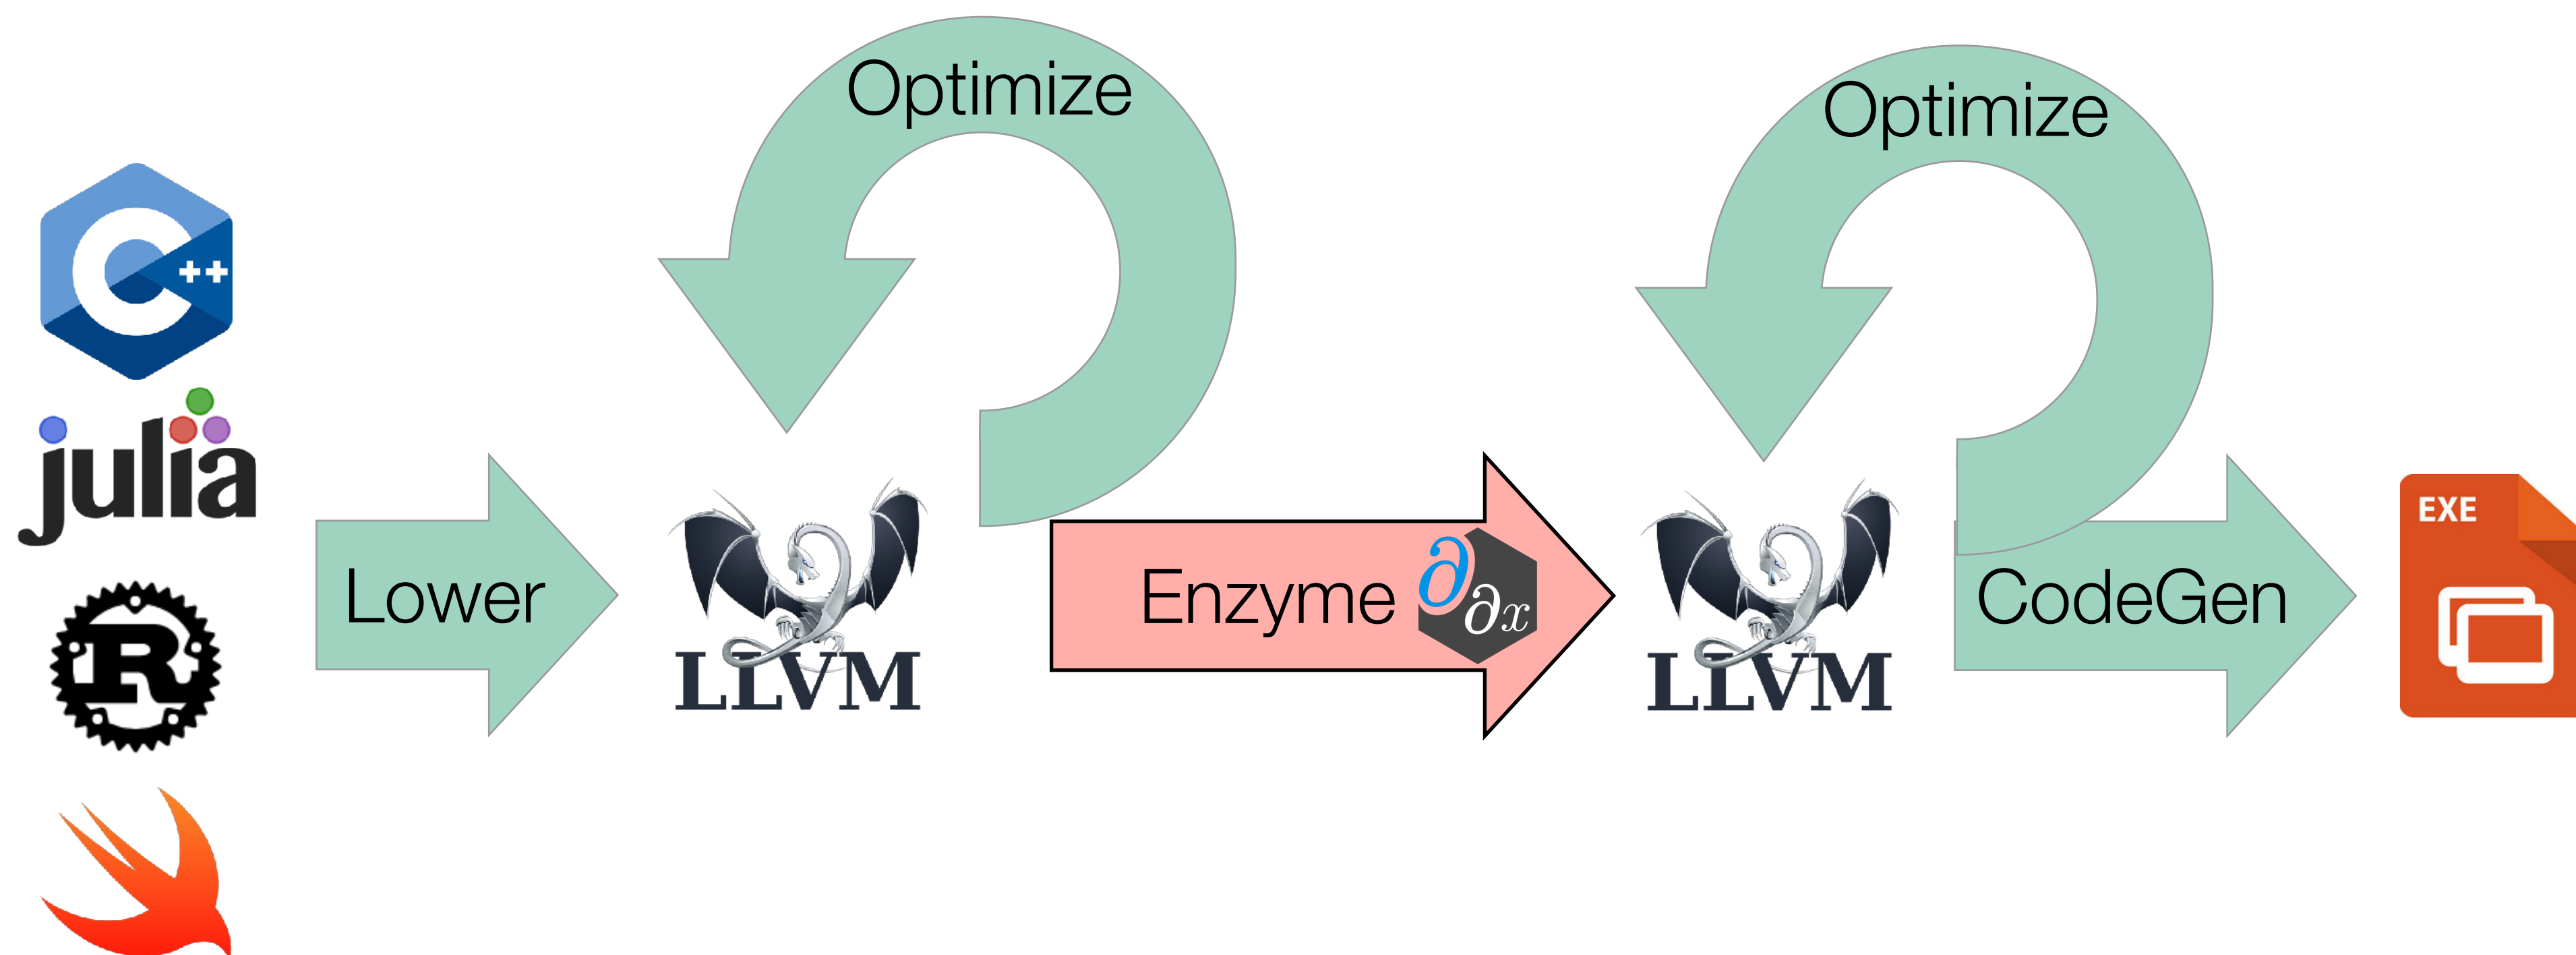 Optimize
Optimize
C++
julia
Lower
LLVM
Enzyme ∂ ∂x
LLVM
CodeGen
EXE
R